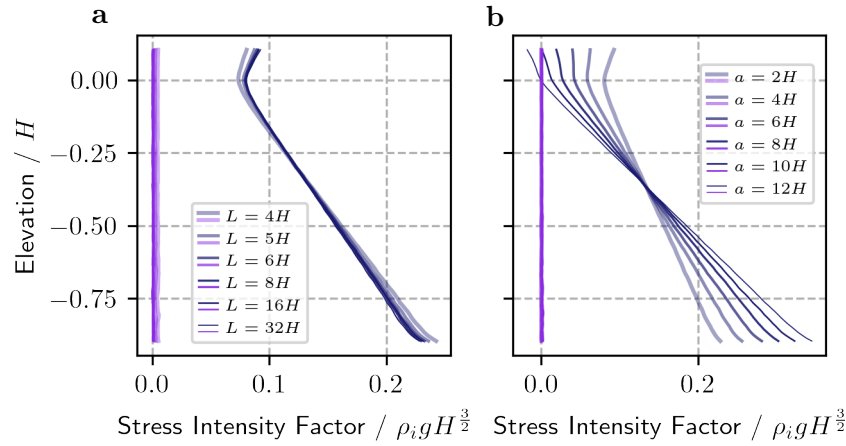 a
b
0.00
−0.25
−0.50
−0.75
Elevation / H
L = 4H
L = 5H
L = 6H
L = 8H
L = 16H
L = 32H
a = 2H
a = 4H
a = 6H
a = 8H
a = 10H
a = 12H
0.0
0.1
0.2
0.0
0.2
Stress Intensity Factor / ρ_i g H^{3/2}
Stress Intensity Factor / ρ_i g H^{3/2}